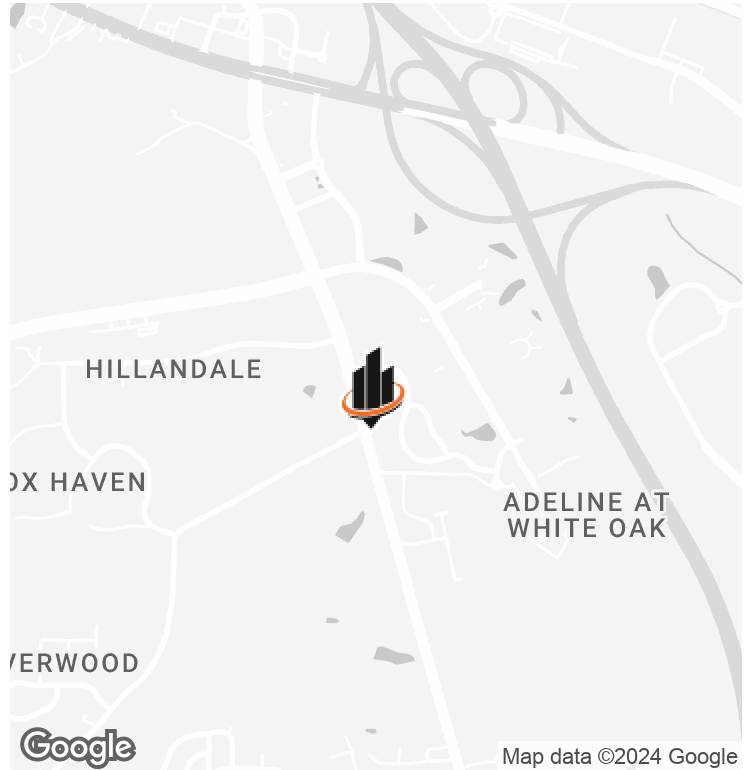 HILLANDALE
OX HAVEN
ADELINE AT
WHITE OAK
VERWOOD
Google
Map data ©2024 Google